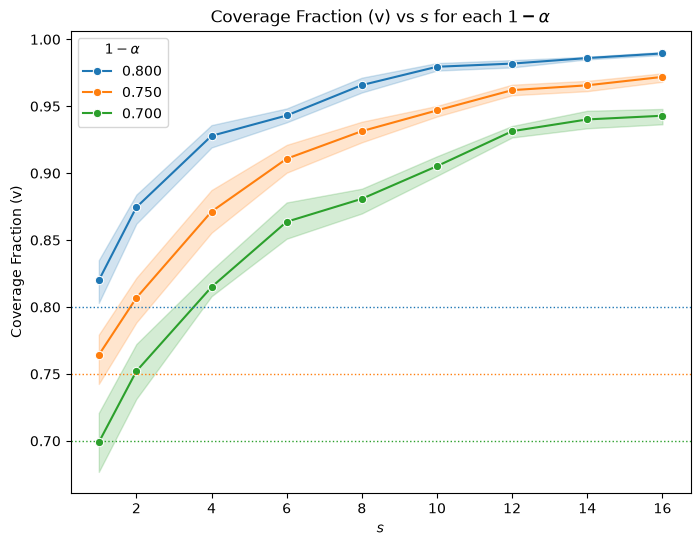 Coverage Fraction (v) vs s for each 1 − α
1 − α
0.800
0.750
0.700
Coverage Fraction (v)
1.00
0.95
0.90
0.85
0.80
0.75
0.70
2 4 6 8 10 12 14 16
s